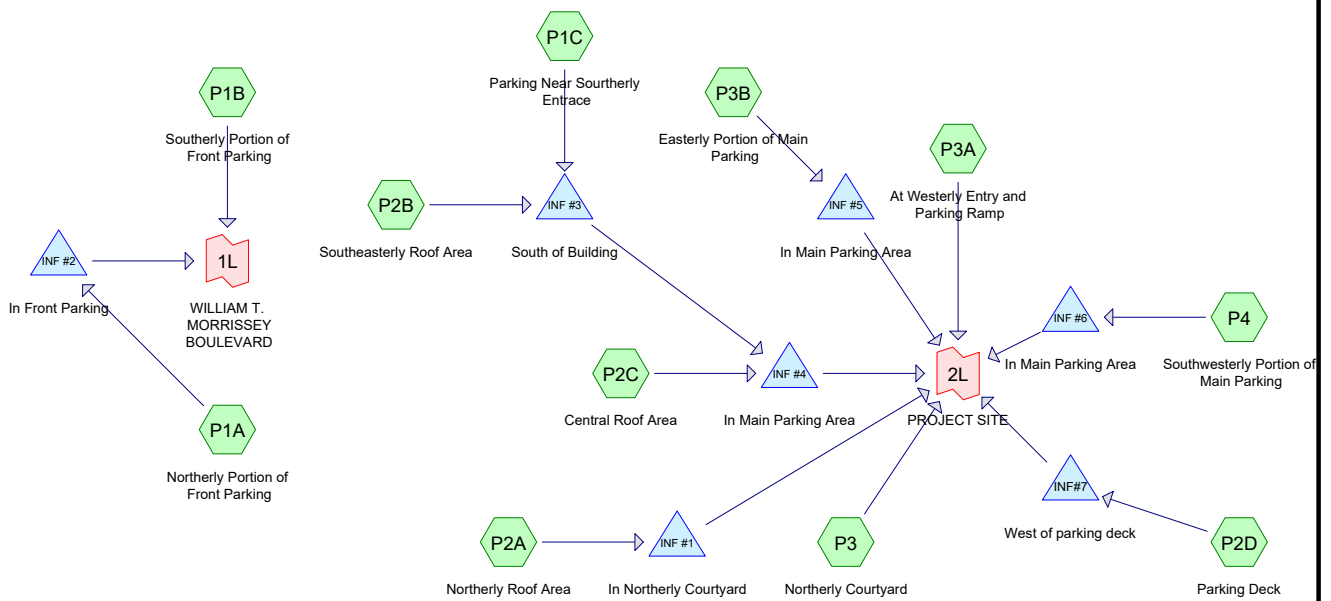 P1C
Parking Near Sourtherly
Entrace
P1B
Southerly Portion of
Front Parking
P3B
Easterly Portion of Main
Parking
P3A
At Westerly Entry and
Parking Ramp
P2B
Southeasterly Roof Area
INF #3
South of Building
INF #5
In Main Parking Area
INF #2
In Front Parking
1L
WILLIAM T.
MORRISSEY
BOULEVARD
INF #6
In Main Parking Area
P4
Southwesterly Portion of
Main Parking
P2C
Central Roof Area
INF #4
In Main Parking Area
2L
PROJECT SITE
P1A
Northerly Portion of
Front Parking
INF#7
West of parking deck
P2A
Northerly Roof Area
INF #1
In Northerly Courtyard
P3
Northerly Courtyard
P2D
Parking Deck